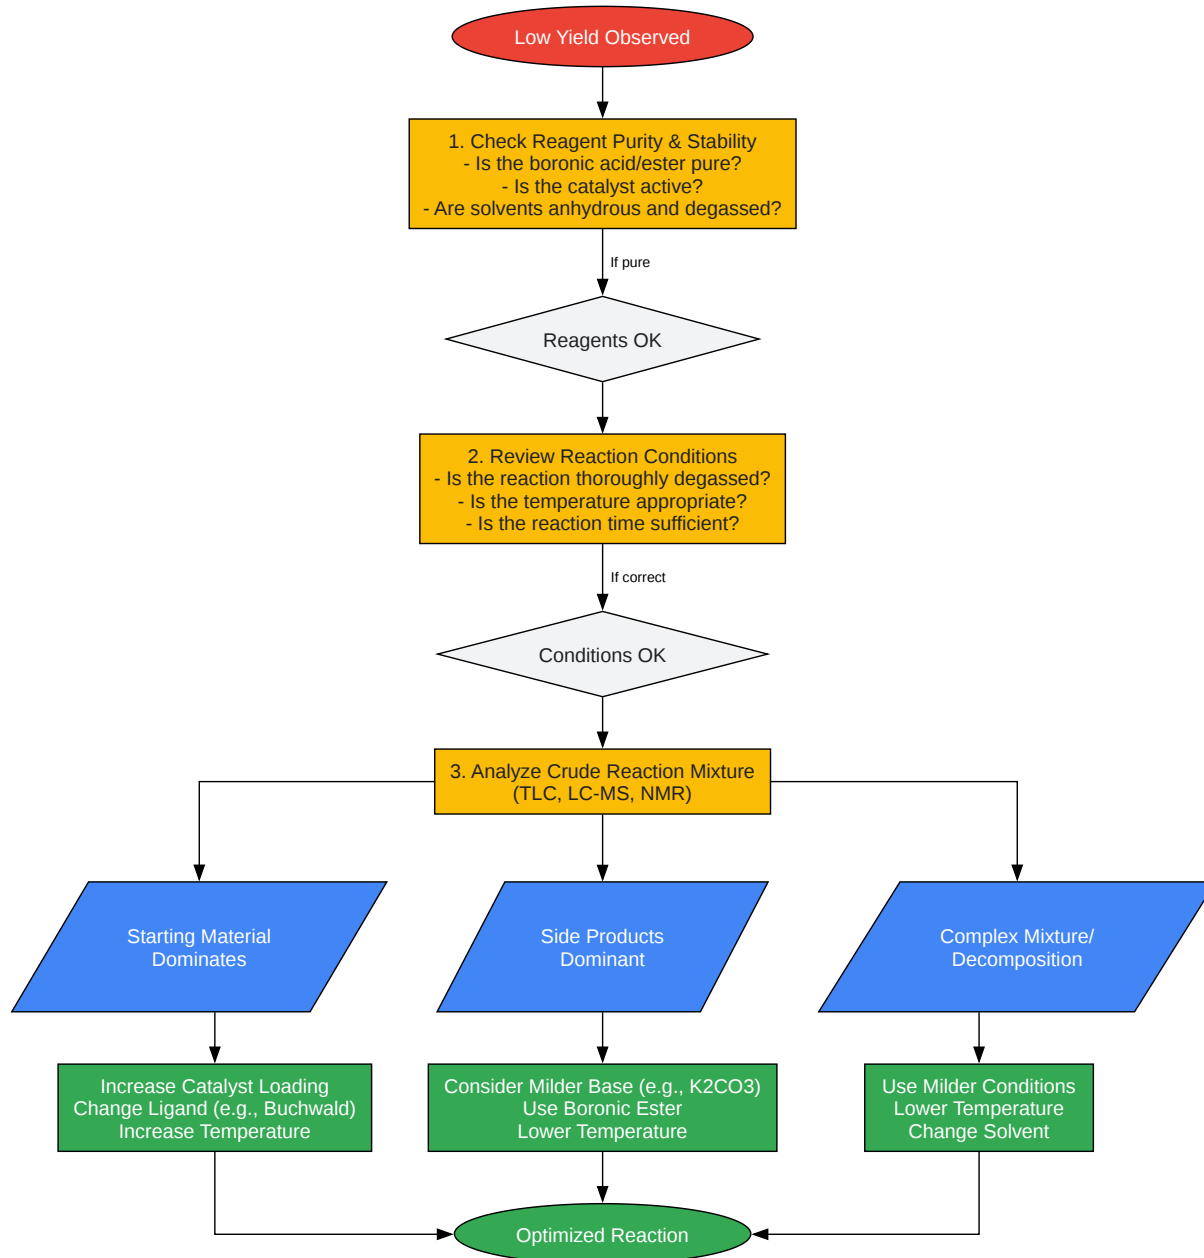 Low Yield Observed
1. Check Reagent Purity & Stability
- Is the boronic acid/ester pure?
- Is the catalyst active?
- Are solvents anhydrous and degassed?
If pure
Reagents OK
2. Review Reaction Conditions
- Is the reaction thoroughly degassed?
- Is the temperature appropriate?
- Is the reaction time sufficient?
If correct
Conditions OK
3. Analyze Crude Reaction Mixture
(TLC, LC-MS, NMR)
Starting Material
Dominates
Side Products
Dominant
Complex Mixture/
Decomposition
Increase Catalyst Loading
Change Ligand (e.g., Buchwald)
Increase Temperature
Consider Milder Base (e.g., K2CO3)
Use Boronic Ester
Lower Temperature
Use Milder Conditions
Lower Temperature
Change Solvent
Optimized Reaction